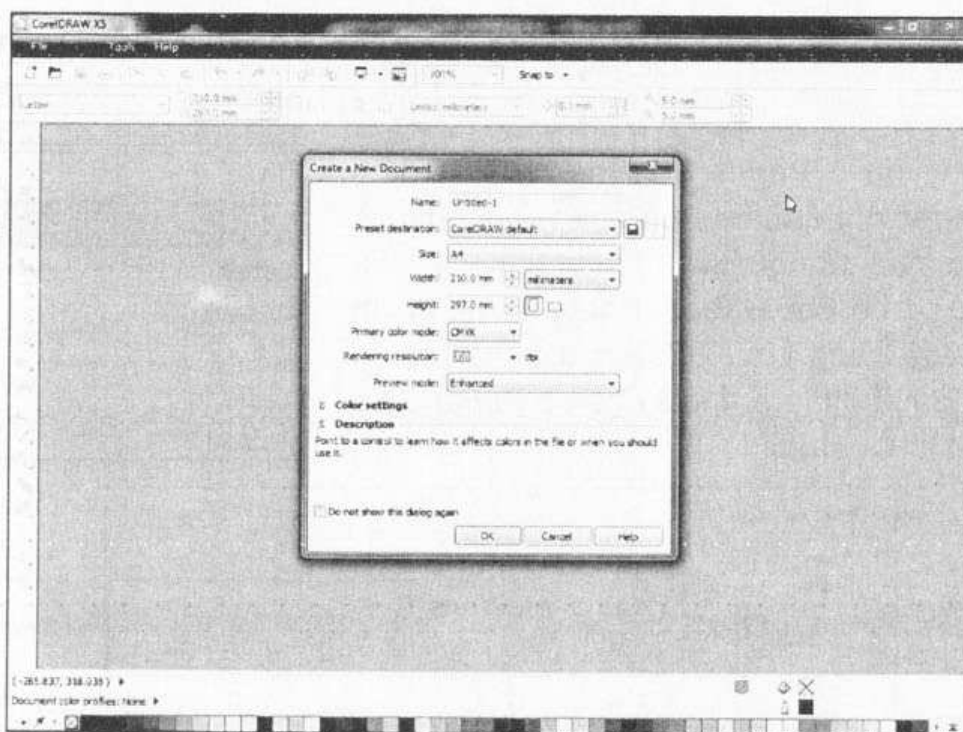 CorelDRAW X5
File Tools Help
Snap to
Create a New Document
Name: Untitled-1
Preset destination: CorelDRAW default
Size: A4
Width: 210.0 mm millimeters
Height: 297.0 mm
Primary color mode: CMYK
Rendering resolution: dpi
Preview mode: Enhanced
Color settings
Description
Point to a control to learn how it affects colors in the file or when you should
use it.
Do not show this dialog again
OK Cancel Help
Document color profiles: None